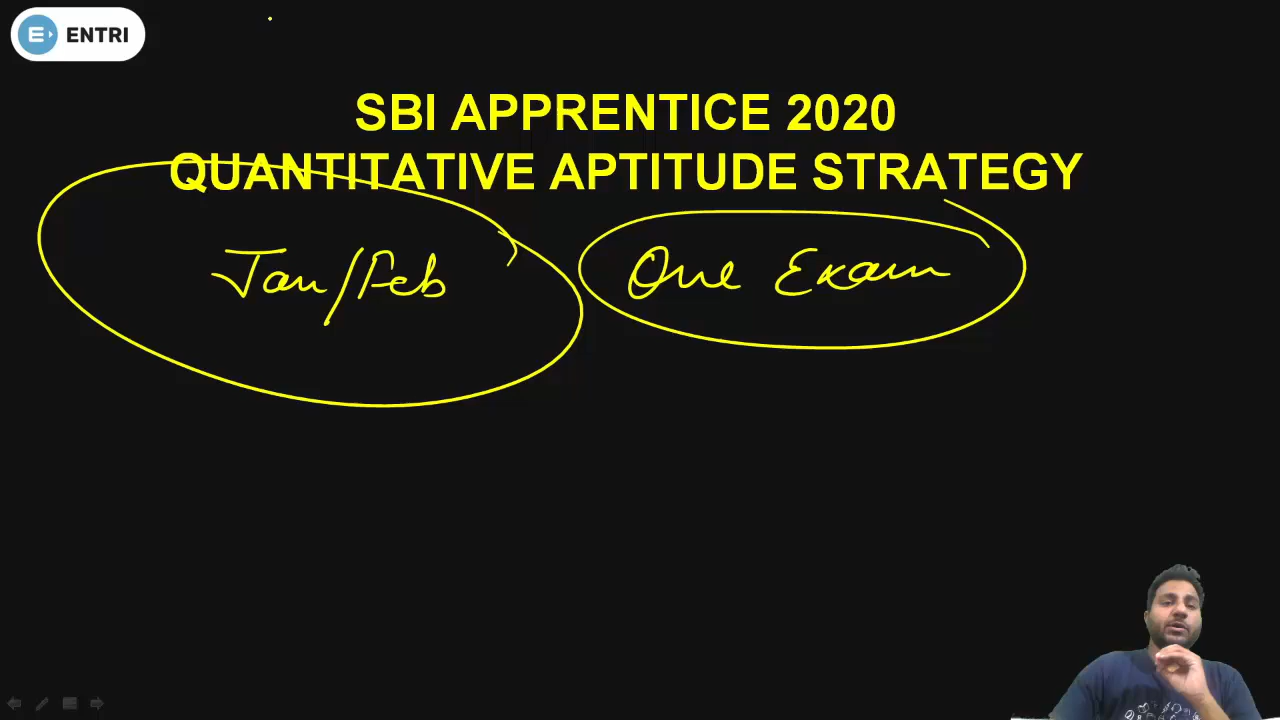 ENTRI
SBI APPRENTICE 2020
QUANTITATIVE APTITUDE STRATEGY
Jan/Feb One Exam